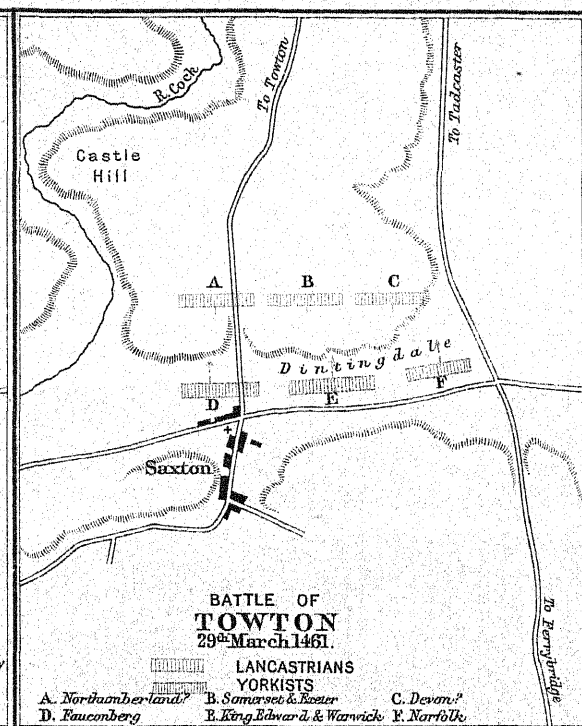 R. Cock
To Towton
To Tadcaster
Castle
Hill
A
B
C
Dintingdale
D
E
F
Saxton
To Ferrybridge
BATTLE OF
TOWTON
29th March 1461.
LANCASTRIANS
YORKISTS
A. Northumberland? B. Somerset & Exeter C. Devon?
D. Fauconberg E. King Edward & Warwick F. Norfolk